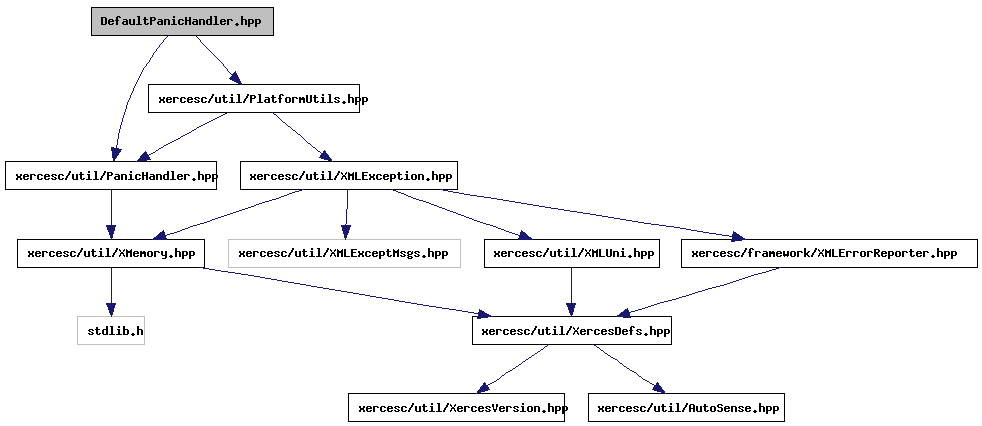 DefaultPanicHandler.hpp
xercesc/util/PlatformUtils.hpp
xercesc/util/PanicHandler.hpp
xercesc/util/XMLException.hpp
xercesc/util/XMemory.hpp
xercesc/util/XMLExceptMsgs.hpp
xercesc/util/XMLUni.hpp
xercesc/framework/XMLErrorReporter.hpp
stdlib.h
xercesc/util/XercesDefs.hpp
xercesc/util/XercesVersion.hpp
xercesc/util/AutoSense.hpp